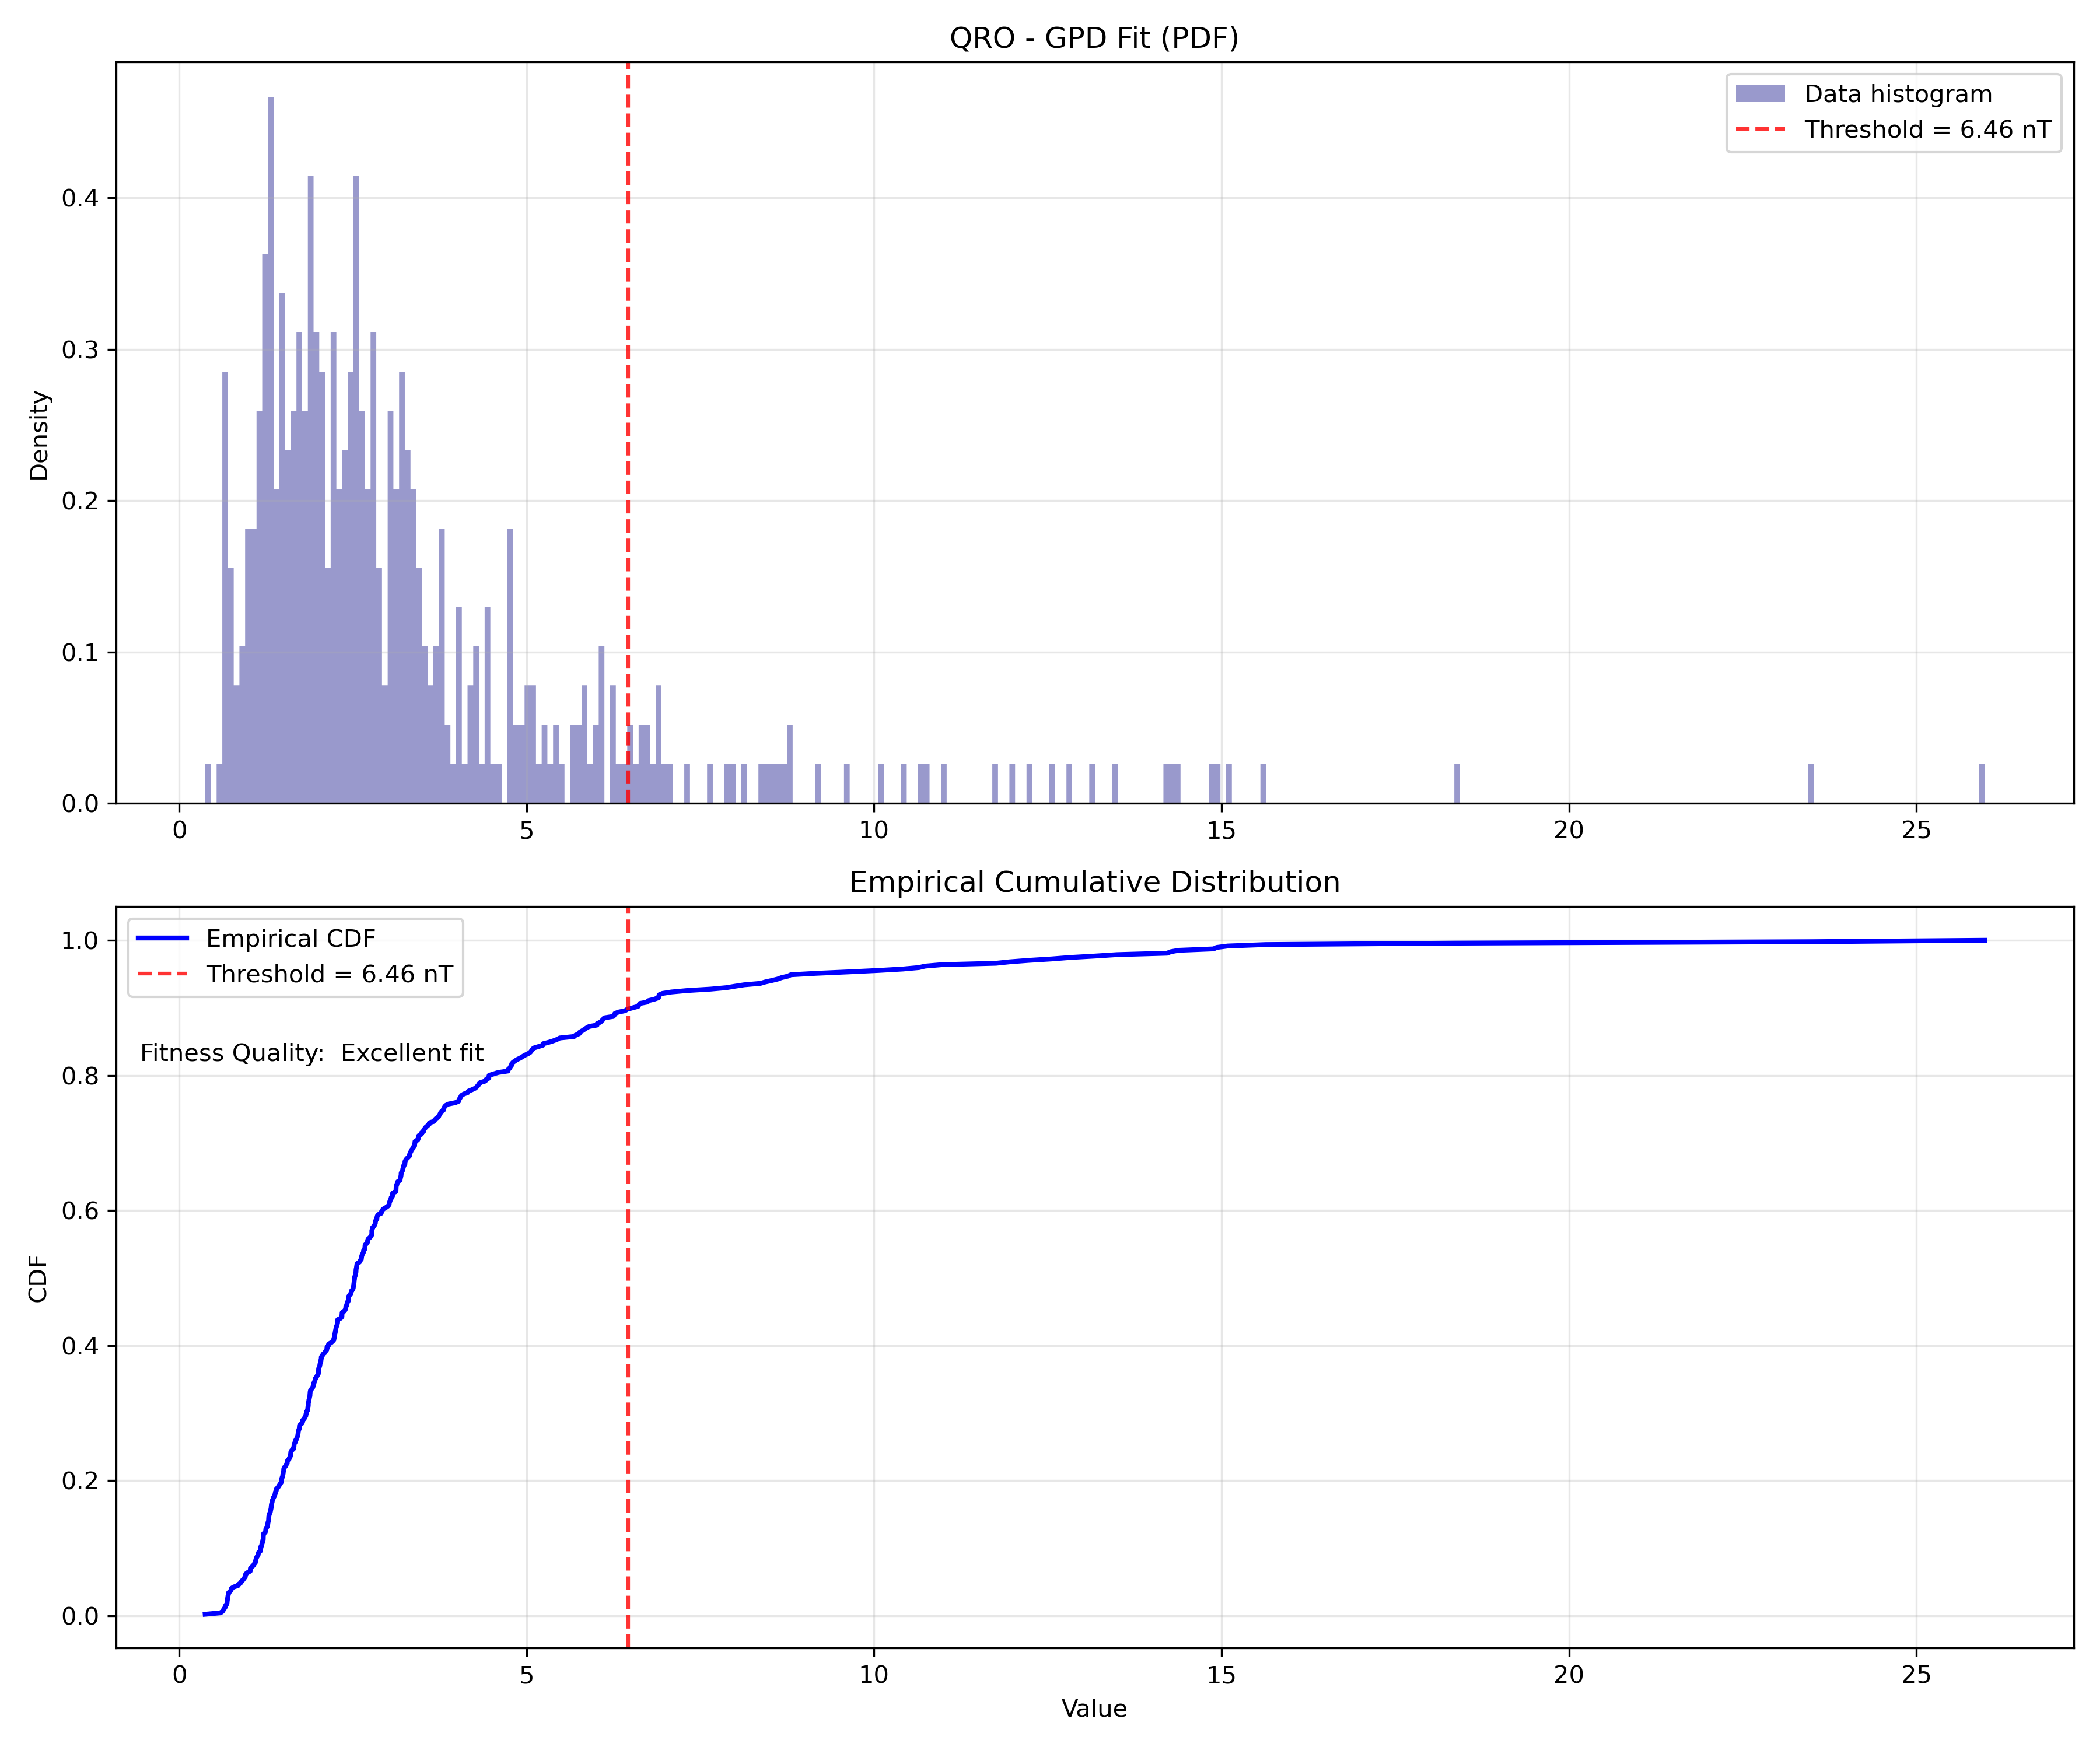 QRO - GPD Fit (PDF)
Data histogram
Threshold = 6.46 nT
Density
0.4
0.3
0.2
0.1
0.0
0 5 10 15 20 25
Empirical Cumulative Distribution
Empirical CDF
Threshold = 6.46 nT
Fitness Quality: Excellent fit
CDF
1.0
0.8
0.6
0.4
0.2
0.0
0 5 10 15 20 25
Value